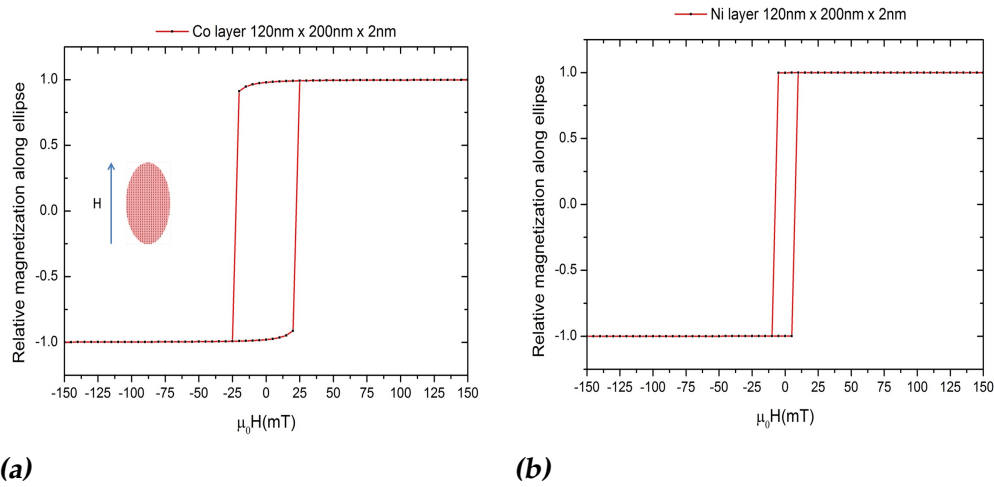 Co layer 120nm x 200nm x 2nm
Relative magnetization along ellipse
1.0
0.5
0.0
-0.5
-1.0
H
-150 -125 -100 -75 -50 -25 0 25 50 75 100 125 150
μ0H(mT)
(a)
Ni layer 120nm x 200nm x 2nm
Relative magnetization along ellipse
1.0
0.5
0.0
-0.5
-1.0
-150 -125 -100 -75 -50 -25 0 25 50 75 100 125 150
μ0H(mT)
(b)